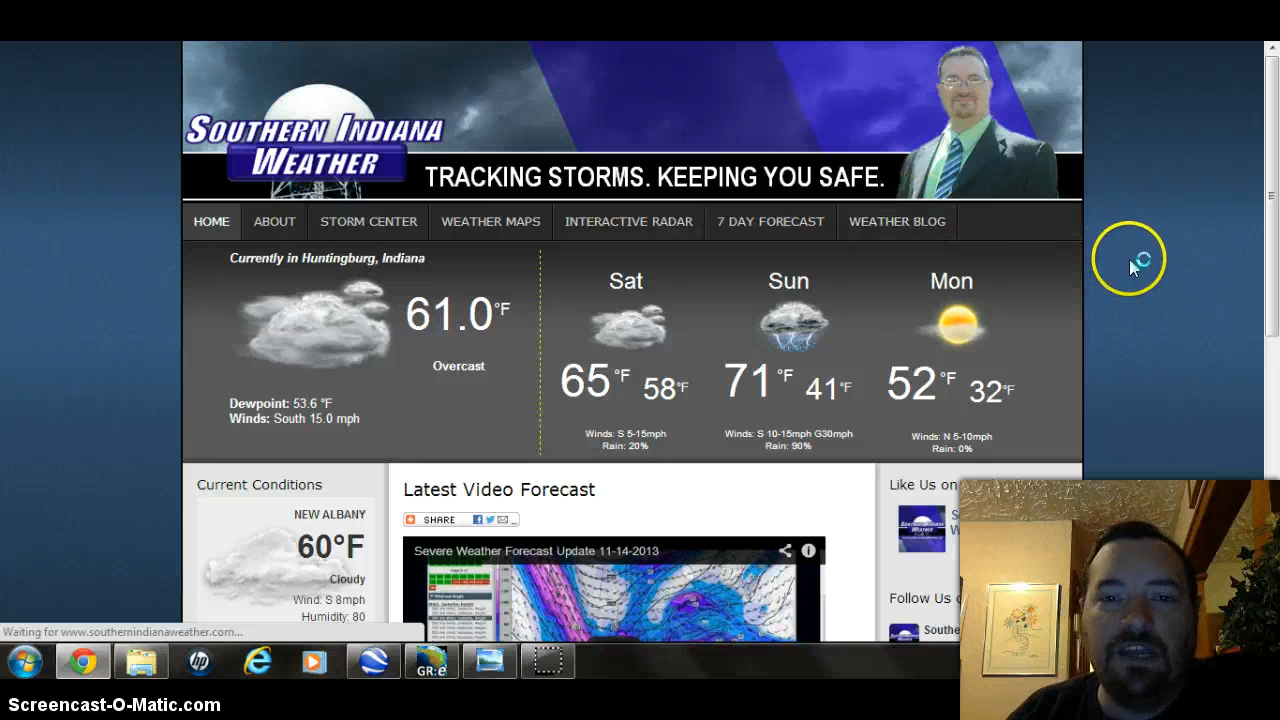 SOUTHERN INDIANA
WEATHER
TRACKING STORMS. KEEPING YOU SAFE.
HOME ABOUT STORM CENTER WEATHER MAPS INTERACTIVE RADAR 7 DAY FORECAST WEATHER BLOG
Currently in Huntingburg, Indiana
61.0°F
Overcast
Dewpoint: 53.6 °F
Winds: South 15.0 mph
Sat Sun Mon
65°F 58°F 71°F 41°F 52°F 32°F
Winds: S 5-15mph Winds: S 10-15mph G30mph Winds: N 5-10mph
Rain: 20% Rain: 90% Rain: 0%
Current Conditions
NEW ALBANY
60°F
Cloudy
Wind: S 8mph
Humidity: 80
Latest Video Forecast
SHARE
Severe Weather Forecast Update 11-14-2013
Like Us on
Follow Us
Southe
Waiting for www.southernindianaweather.com...
hp
GR:e
Screencast-O-Matic.com